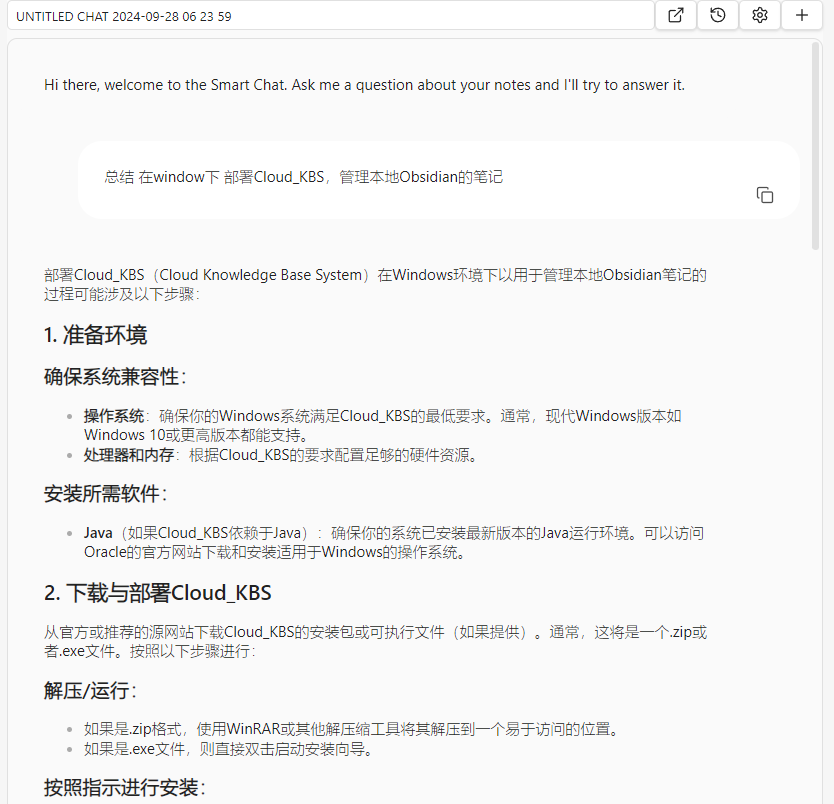 UNTITLED CHAT 2024-09-28 06 23 59
Hi there, welcome to the Smart Chat. Ask me a question about your notes and I'll try to answer it.
总结 在window下 部署Cloud_KBS，管理本地Obsidian的笔记
部署Cloud_KBS（Cloud Knowledge Base System）在Windows环境下以用于管理本地Obsidian笔记的
过程可能涉及以下步骤：
1. 准备环境
确保系统兼容性：
操作系统：确保你的Windows系统满足Cloud_KBS的最低要求。通常，现代Windows版本如
Windows 10或更高版本都能支持。
处理器和内存：根据Cloud_KBS的要求配置足够的硬件资源。
安装所需软件：
Java（如果Cloud_KBS依赖于Java）：确保你的系统已安装最新版本的Java运行环境。可以访问
Oracle的官方网站下载和安装适用于Windows的操作系统。
2. 下载与部署Cloud_KBS
从官方或推荐的源网站下载Cloud_KBS的安装包或可执行文件（如果提供）。通常，这将是一个.zip或
者.exe文件。按照以下步骤进行：
解压/运行：
如果是.zip格式，使用WinRAR或其他解压缩工具将其解压到一个易于访问的位置。
如果是.exe文件，则直接双击启动安装向导。
按照指示进行安装：